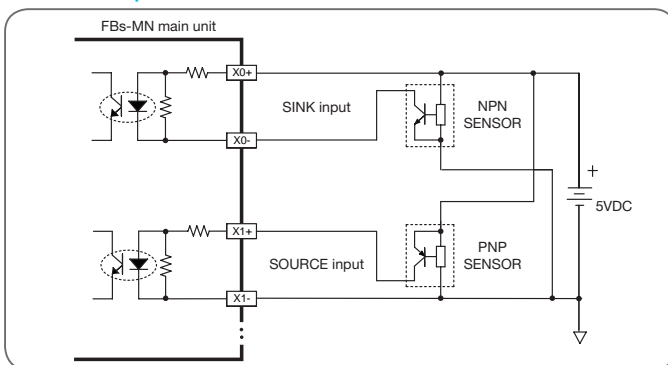 FBs-MN main unit
X0+
SINK input
NPN
SENSOR
X0-
+
5VDC
X1+
SOURCE input
PNP
SENSOR
X1-